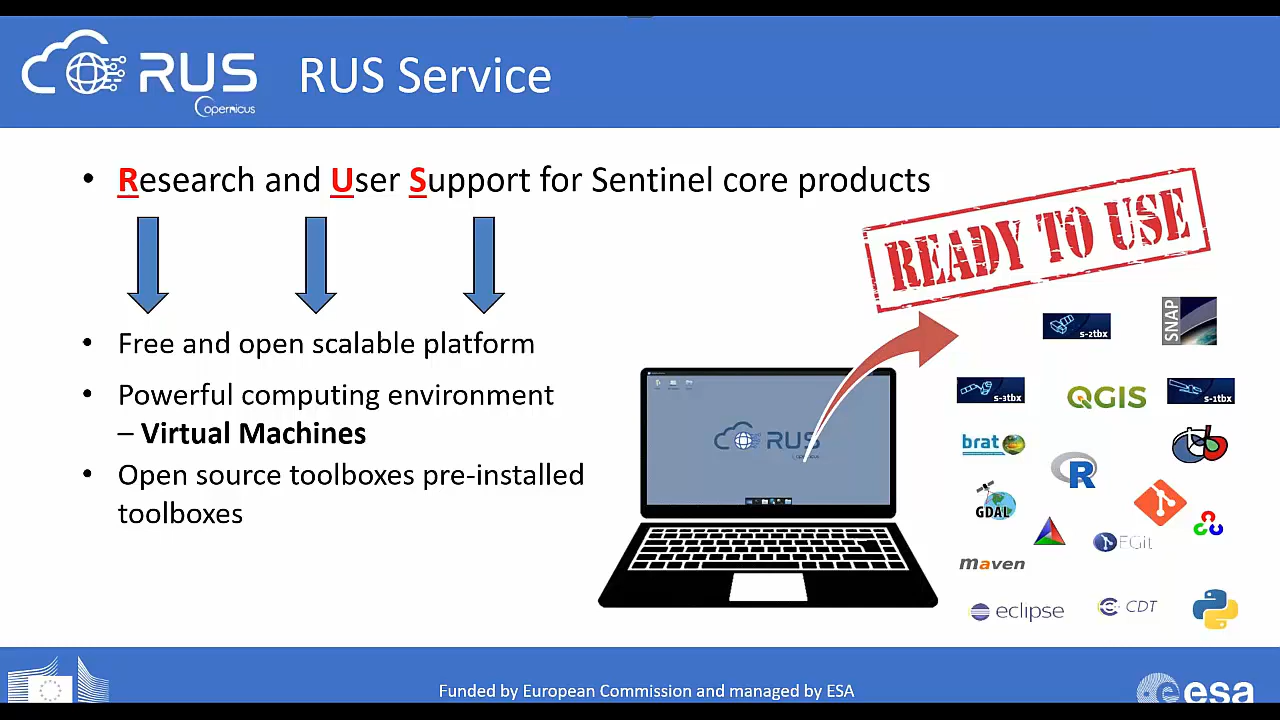 RUS
Copernicus
RUS Service
• Research and User Support for Sentinel core products
READY TO USE
• Free and open scalable platform
• Powerful computing environment
– Virtual Machines
• Open source toolboxes pre-installed
toolboxes
RUS
s-2tbx
SNAP
s-3tbx
QGIS
s-1tbx
brat
R
GDAL
EGit
maven
eclipse
CDT
Funded by European Commission and managed by ESA
esa